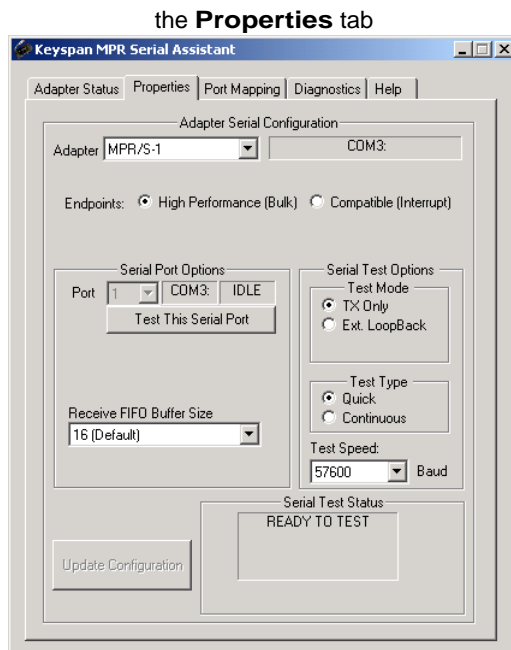 the Properties tab
Keyspan MPR Serial Assistant
Adapter Status Properties Port Mapping Diagnostics Help
Adapter Serial Configuration
Adapter MPR/S-1 COM3:
Endpoints: High Performance (Bulk) Compatible (Interrupt)
Serial Port Options
Port 1 COM3: IDLE
Test This Serial Port
Receive FIFO Buffer Size
16 (Default)
Serial Test Options
Test Mode
TX Only
Ext. LoopBack
Test Type
Quick
Continuous
Test Speed:
57600 Baud
Serial Test Status
READY TO TEST
Update Configuration